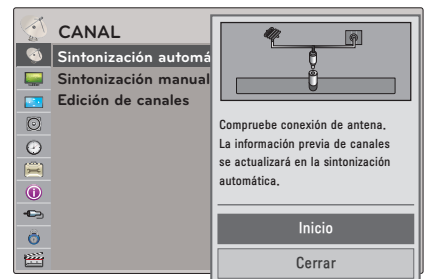 CANAL
Sintonización automá
Sintonización manual
Edición de canales
Compruebe conexión de antena.
La información previa de canales
se actualizará en la sintonización
automática.
Inicio
Cerrar